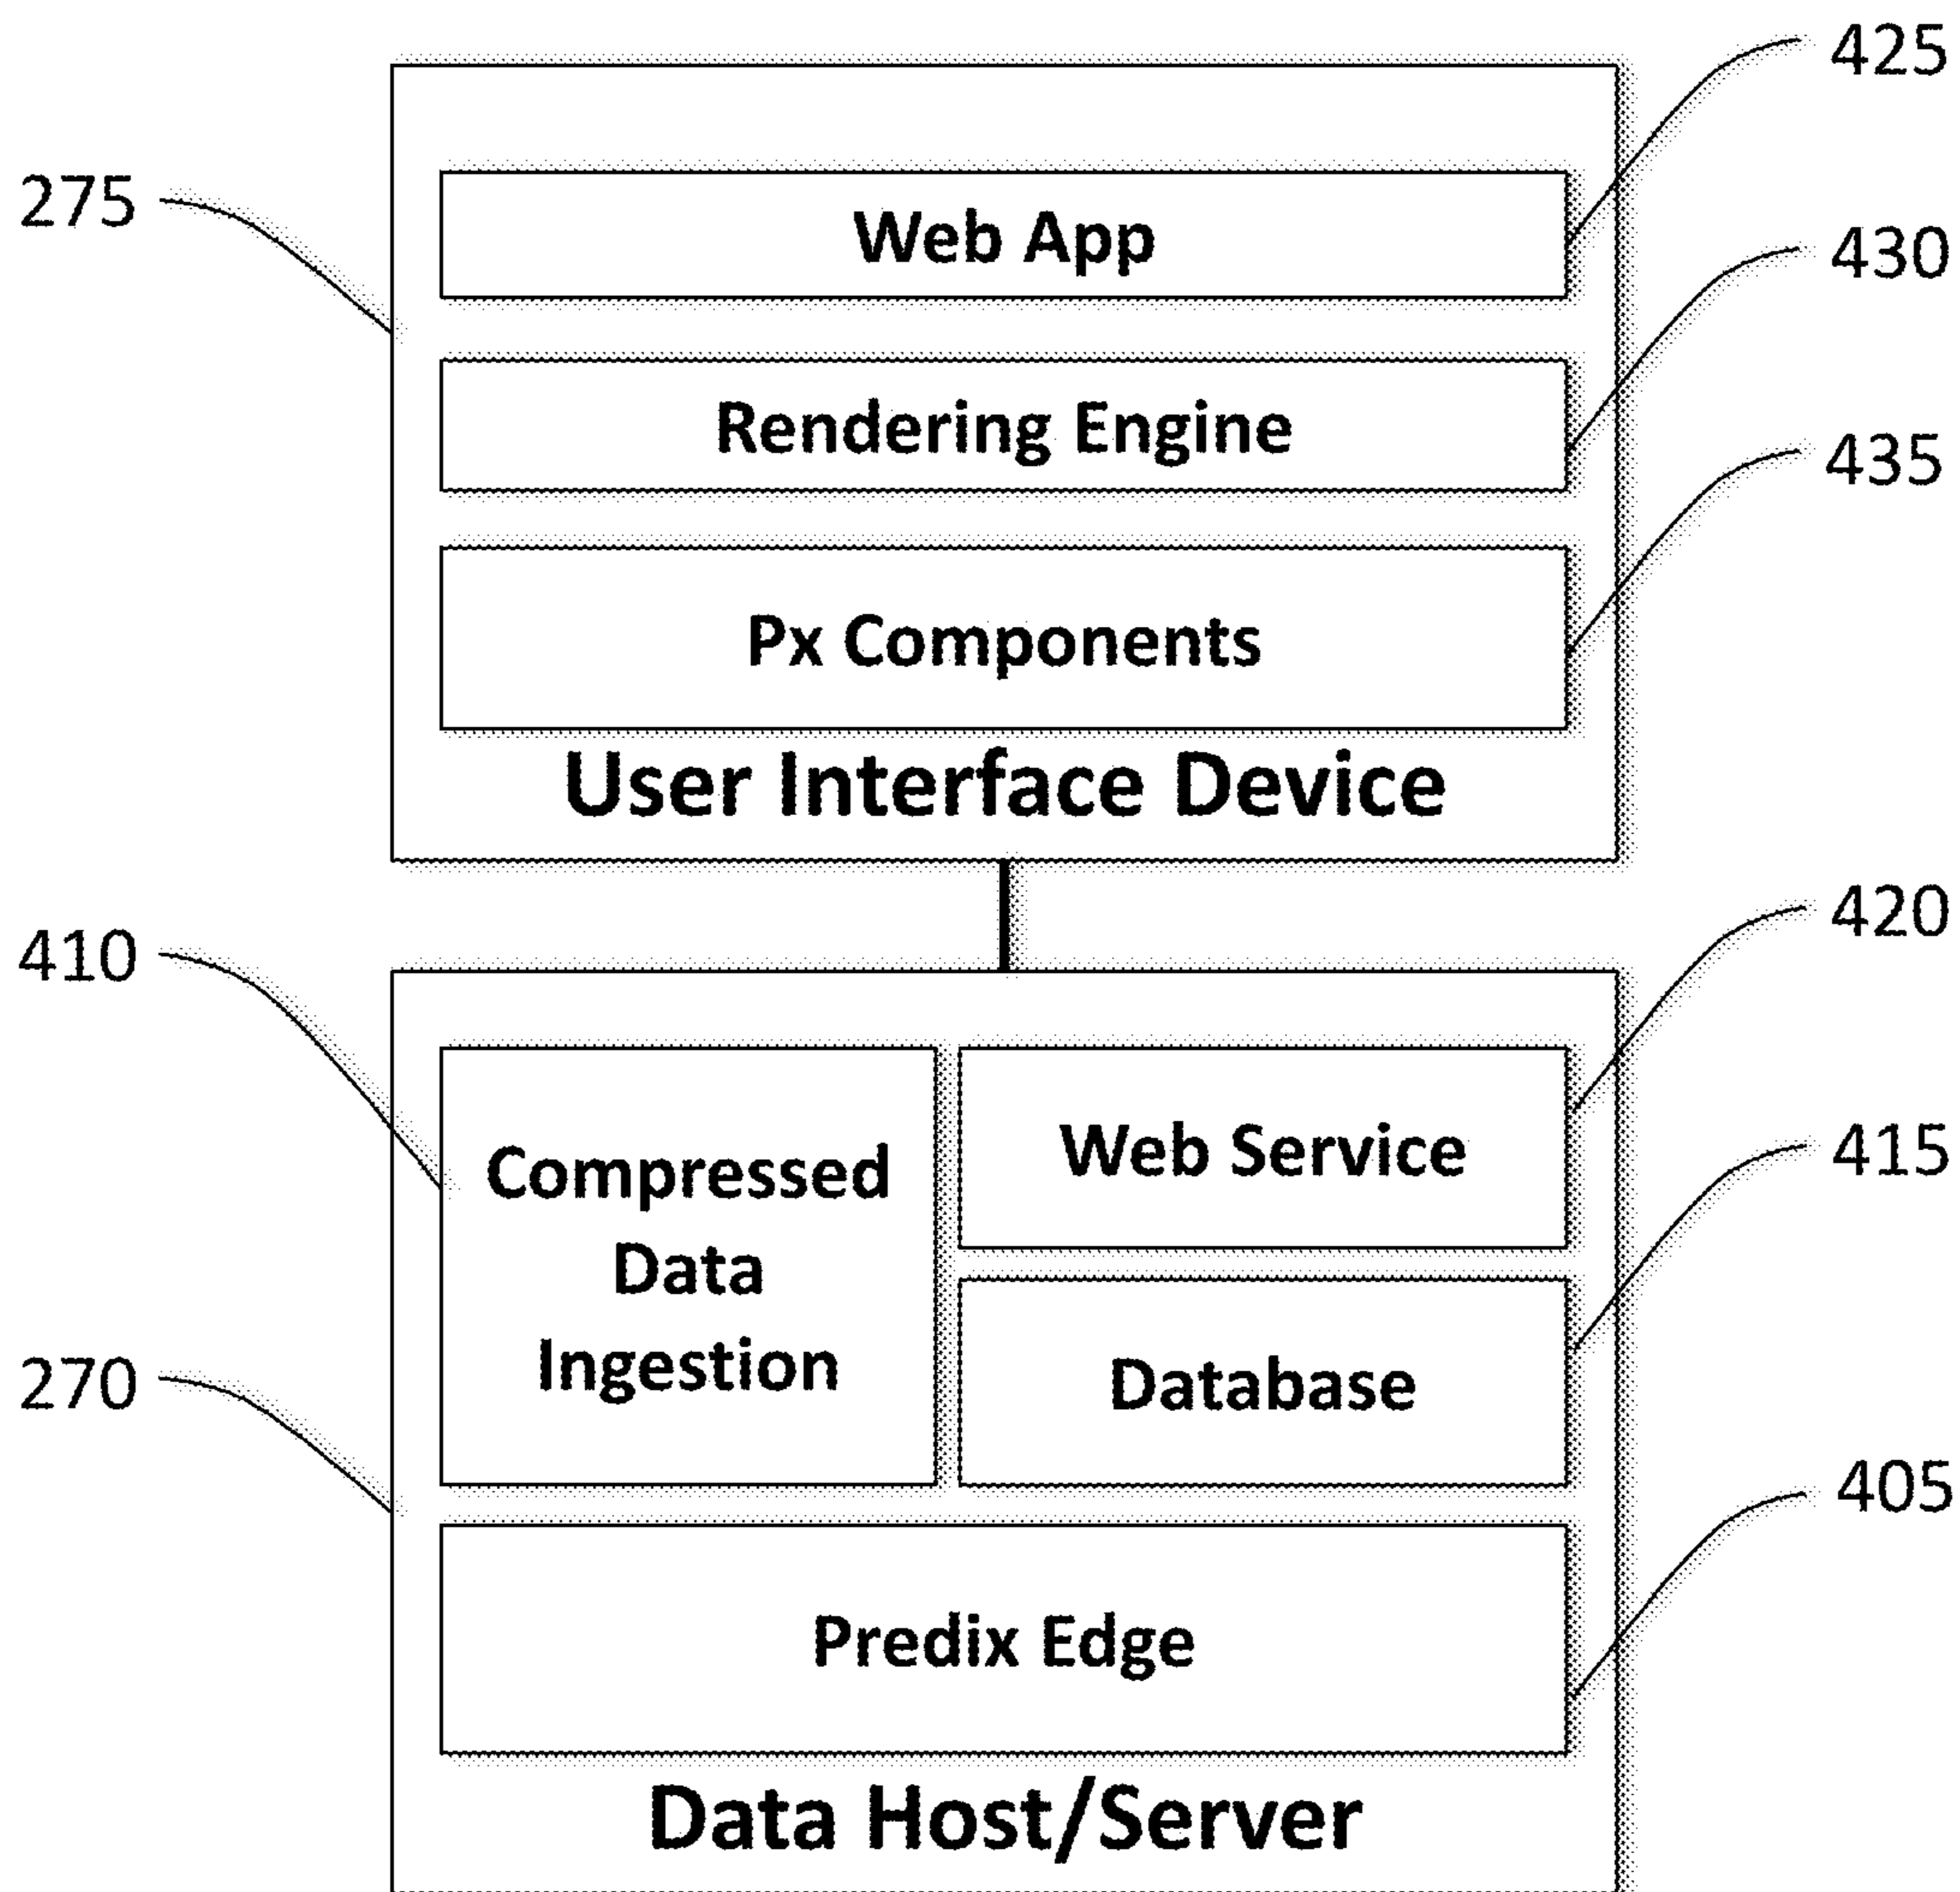 425
275
Web App
430
Rendering Engine
435
Px Components
User Interface Device
420
410
Web Service
415
Compressed
Data
Ingestion
Database
270
405
Predix Edge
Data Host/Server